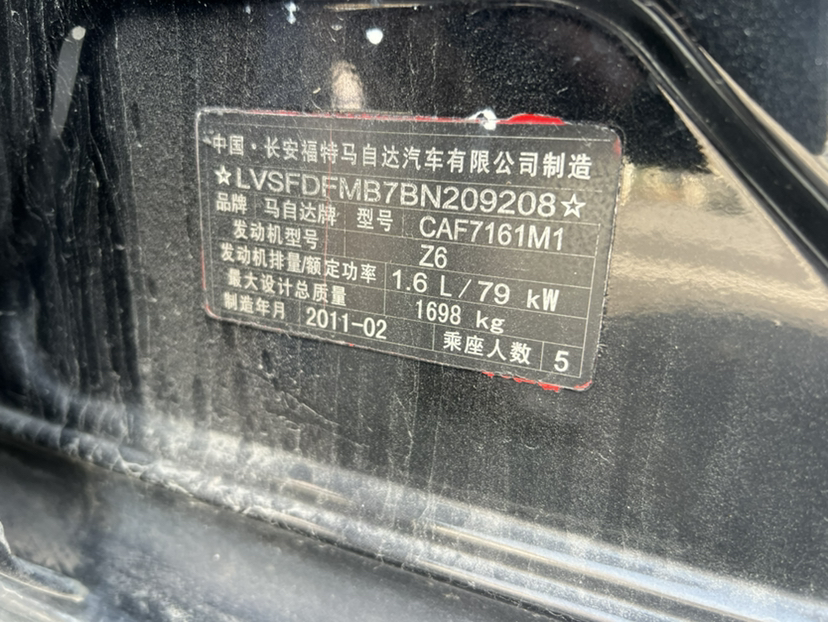 中国·长安福特马自达汽车有限公司制造
☆LVSFDFMB7BN209208☆
品牌 马自达牌 型号 CAF7161M1
发动机型号 Z6
发动机排量/额定功率 1.6 L/79 kW
最大设计总质量 1698 kg
制造年月 2011-02 乘座人数 5